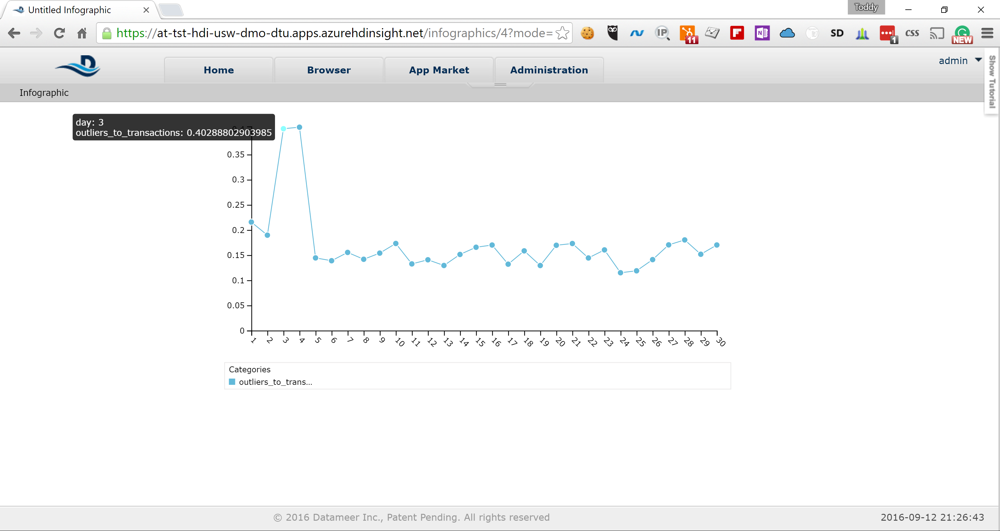 Untitled Infographic
Toddy
https://at-tst-hdi-usw-dmo-dtu.apps.azurehdinsight.net/infographics/4?mode=
IP
11
F
N
SD
1
css
G
NEW
D
Home
Browser
App Market
Administration
admin
Show Tutorial
Infographic
day: 3
outliers_to_transactions: 0.40288802903985
0.4
0.35
0.3
0.25
0.2
0.15
0.1
0.05
0
1 2 3 4 5 6 7 8 9 10 11 12 13 14 15 16 17 18 19 20 21 22 23 24 25 26 27 28 29 30
Categories
outliers_to_trans...
© 2016 Datameer Inc., Patent Pending. All rights reserved
2016-09-12 21:26:43